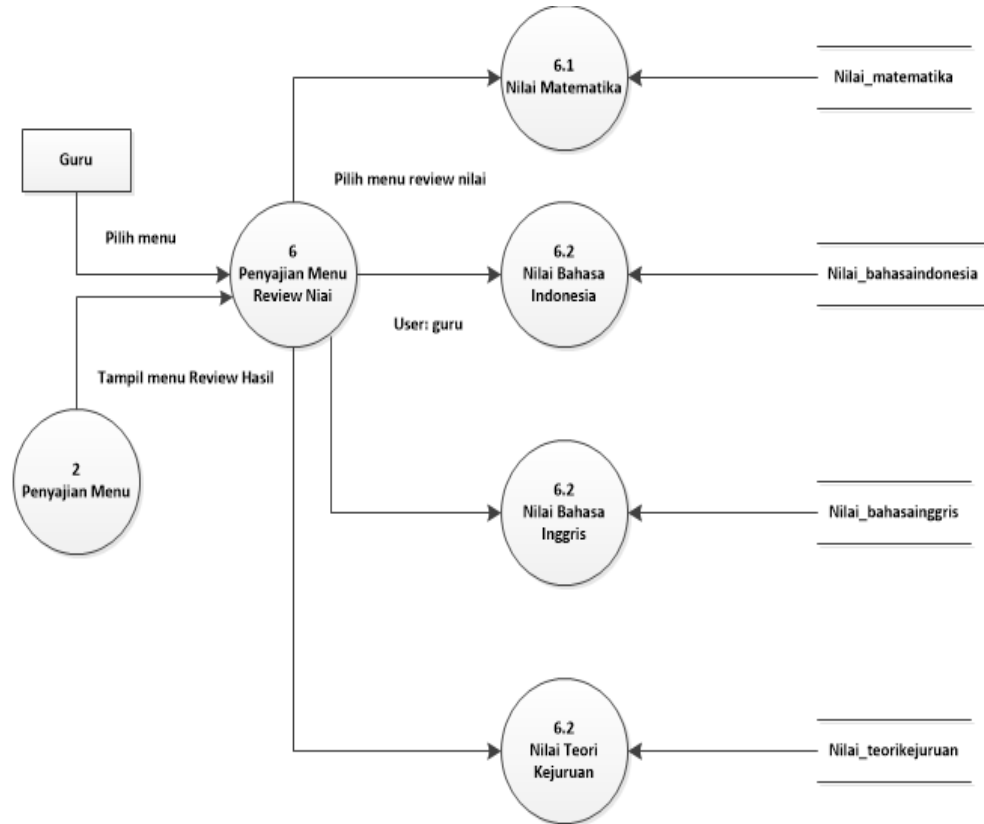 6.1
Nilai Matematika
Nilai_matematika
Guru
Pilih menu review nilai
Pilih menu
6
Penyajian Menu
Review Niai
6.2
Nilai Bahasa
Indonesia
Nilai_bahasaindonesia
User: guru
Tampil menu Review Hasil
2
Penyajian Menu
6.2
Nilai Bahasa
Inggris
Nilai_bahasainggris
6.2
Nilai Teori
Kejuruan
Nilai_teorikejuruan